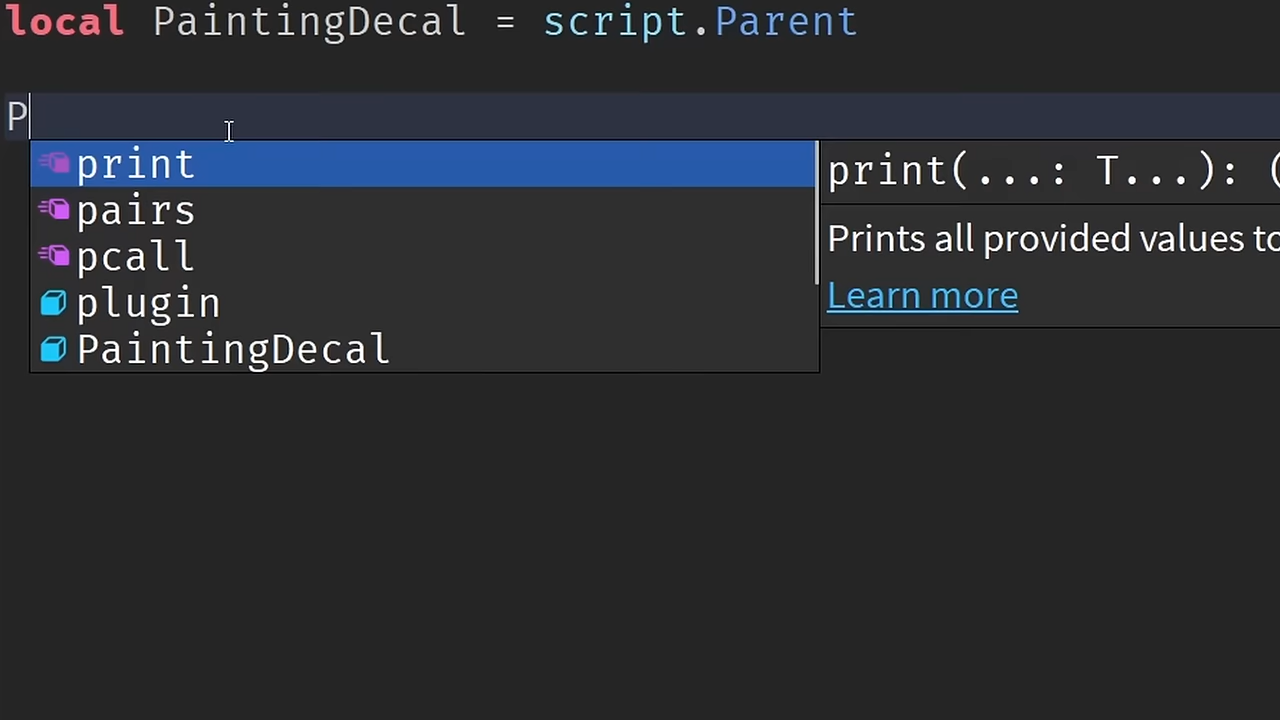 local PaintingDecal = script.Parent
P
print
pairs
pcall
plugin
PaintingDecal
print(...: T...): (
Prints all provided values to
Learn more